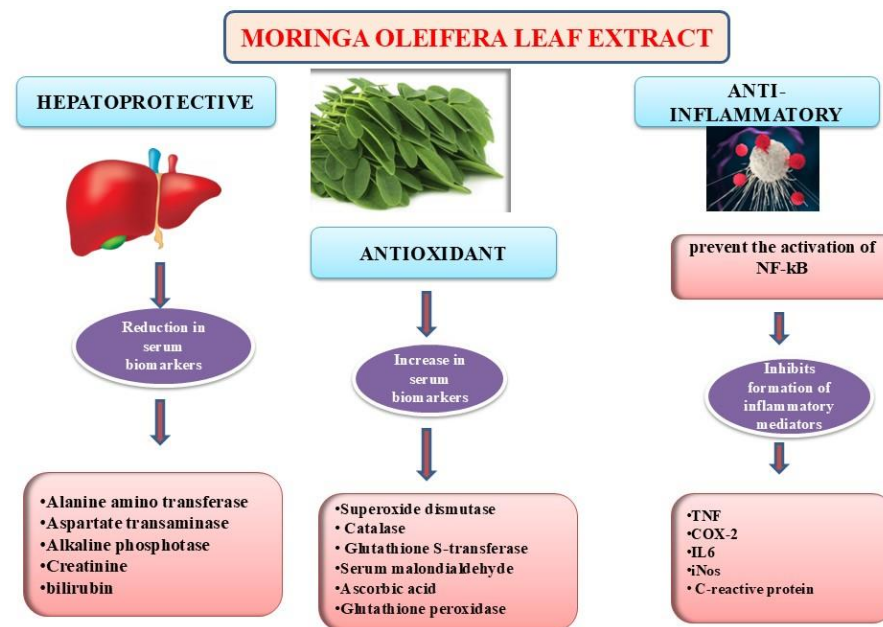 MORINGA OLEIFERA LEAF EXTRACT
HEPATOPROTECTIVE
Reduction in
serum
biomarkers
•Alanine amino transferase
•Aspartate transaminase
•Alkaline phosphotase
•Creatinine
•bilirubin
ANTIOXIDANT
Increase in
serum
biomarkers
•Superoxide dismutase
• Catalase
• Glutathione S-transferase
•Serum malondialdehyde
•Ascorbic acid
•Glutathione peroxidase
ANTI-
INFLAMMATORY
prevent the activation of
NF-kB
Inhibits
formation of
inflammatory
mediators
•TNF
•COX-2
•IL6
•iNos
• C-reactive protein